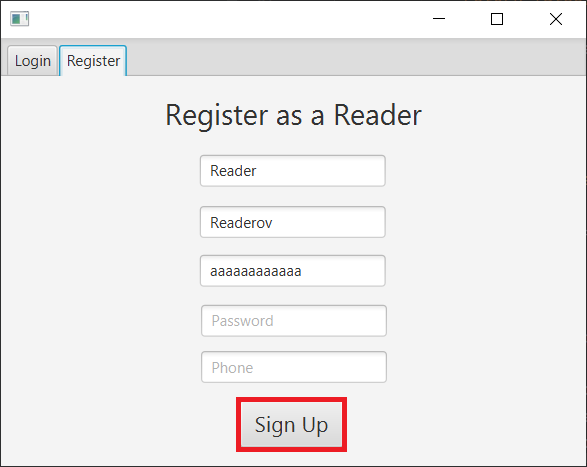 Login Register
Register as a Reader
Reader
Readerov
aaaaaaaaaaaa
Password
Phone
Sign Up